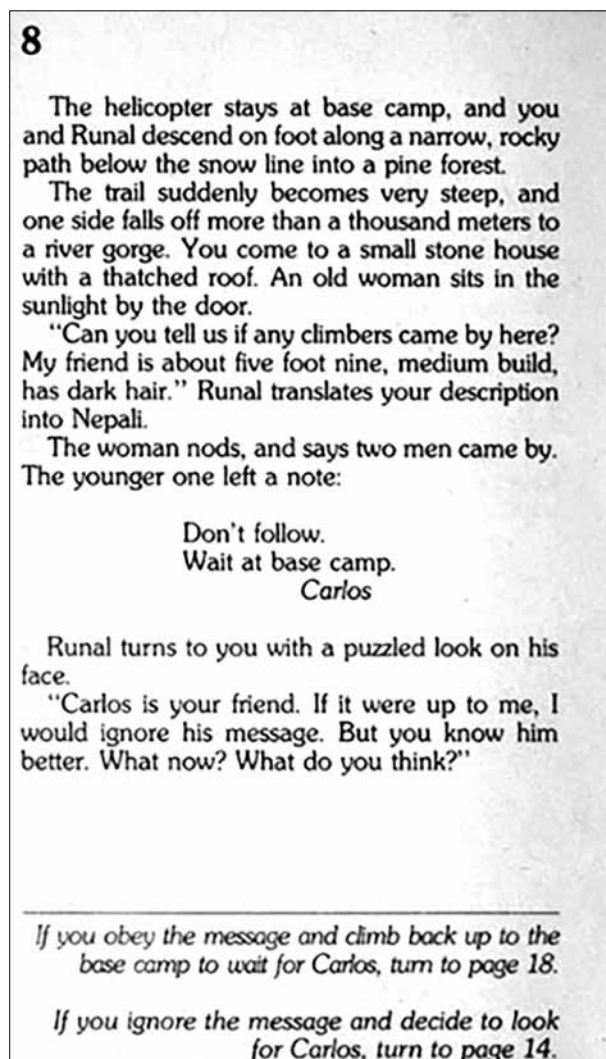 8
The helicopter stays at base camp, and you
and Runal descend on foot along a narrow, rocky
path below the snow line into a pine forest.
The trail suddenly becomes very steep, and
one side falls off more than a thousand meters to
a river gorge. You come to a small stone house
with a thatched roof. An old woman sits in the
sunlight by the door.
"Can you tell us if any climbers came by here?
My friend is about five foot nine, medium build,
has dark hair." Runal translates your description
into Nepali.
The woman nods, and says two men came by.
The younger one left a note:
Don't follow.
Wait at base camp.
Carlos
Runal turns to you with a puzzled look on his
face.
"Carlos is your friend. If it were up to me, I
would ignore his message. But you know him
better. What now? What do you think?"
If you obey the message and climb back up to the
base camp to wait for Carlos, turn to page 18.
If you ignore the message and decide to look
for Carlos, turn to page 14.